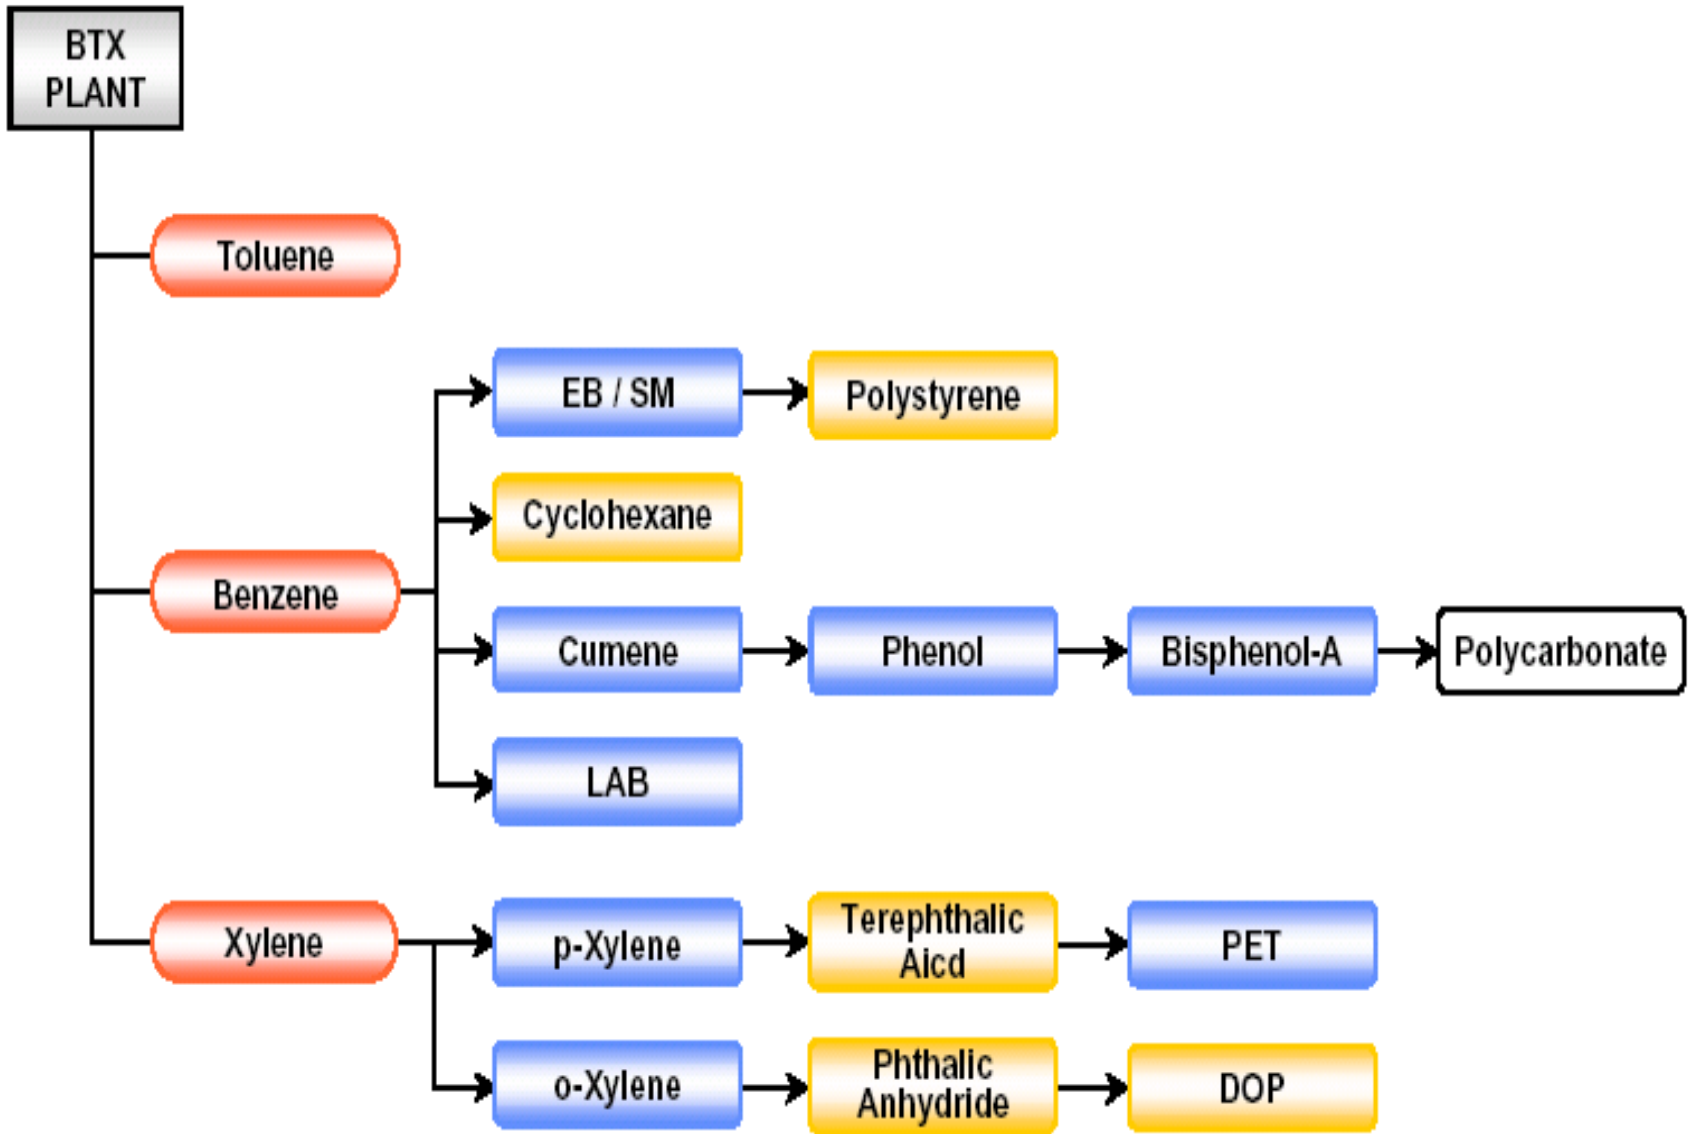 BTX
PLANT
Toluene
EB / SM
Polystyrene
Cyclohexane
Benzene
Cumene
Phenol
Bisphenol-A
Polycarbonate
LAB
Xylene
p-Xylene
Terephthalic
Aicd
PET
o-Xylene
Phthalic
Anhydride
DOP